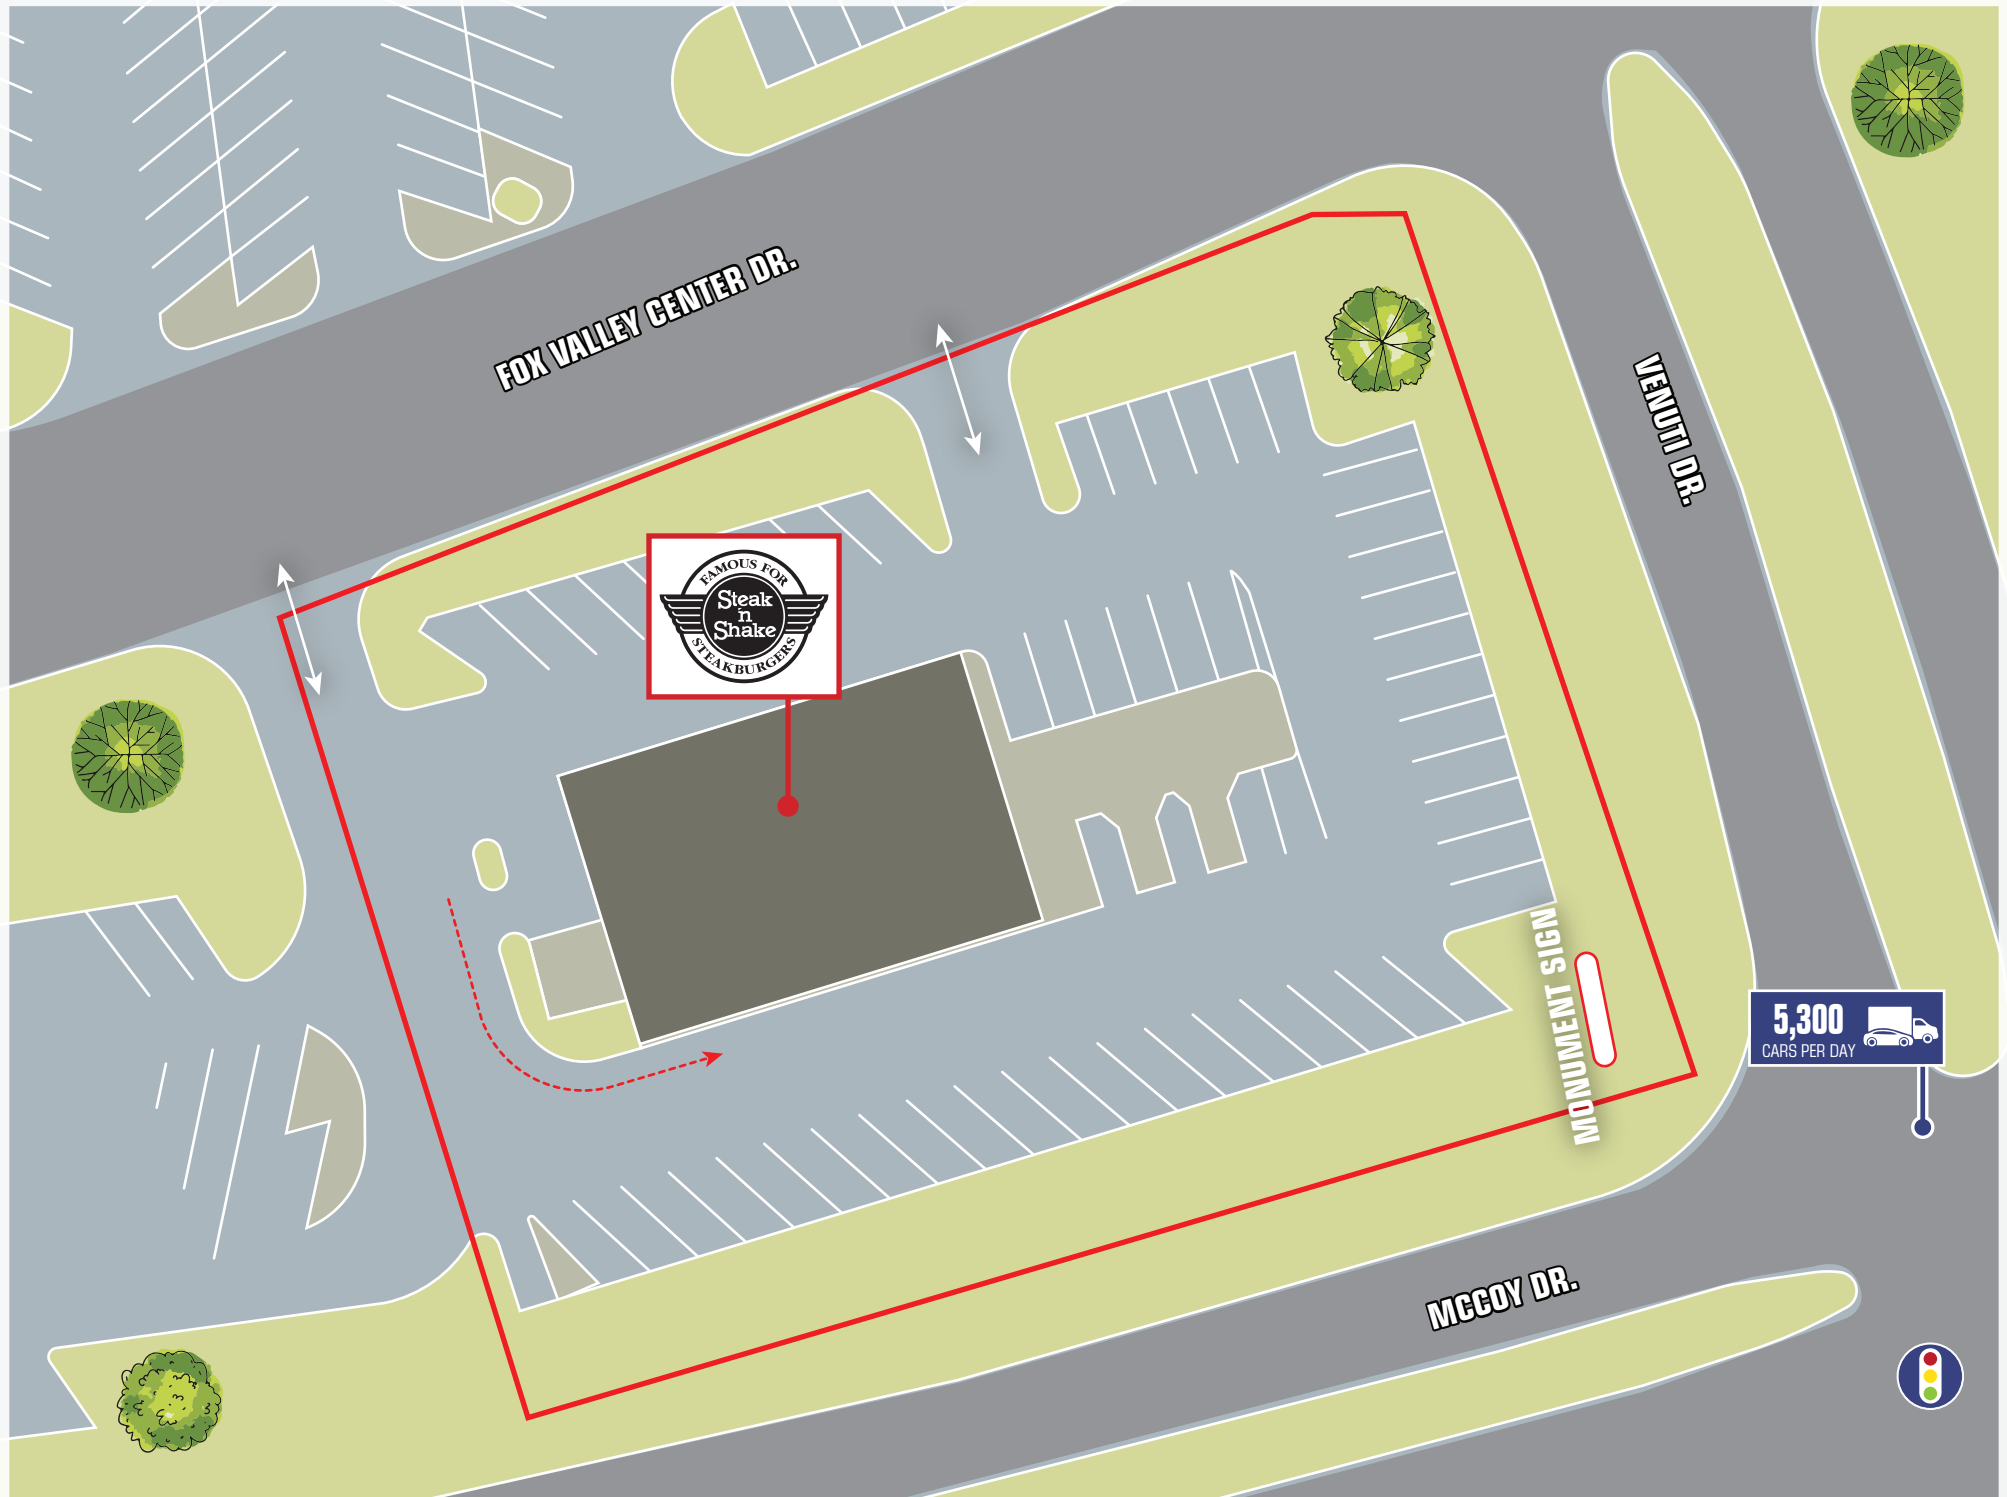 FOX VALLEY CENTER DR.
VENUTI DR.
FAMOUS FOR
Steak
'n
Shake
STEAKBURGERS
MONUMENT SIGN
5,300
CARS PER DAY
MCCOY DR.